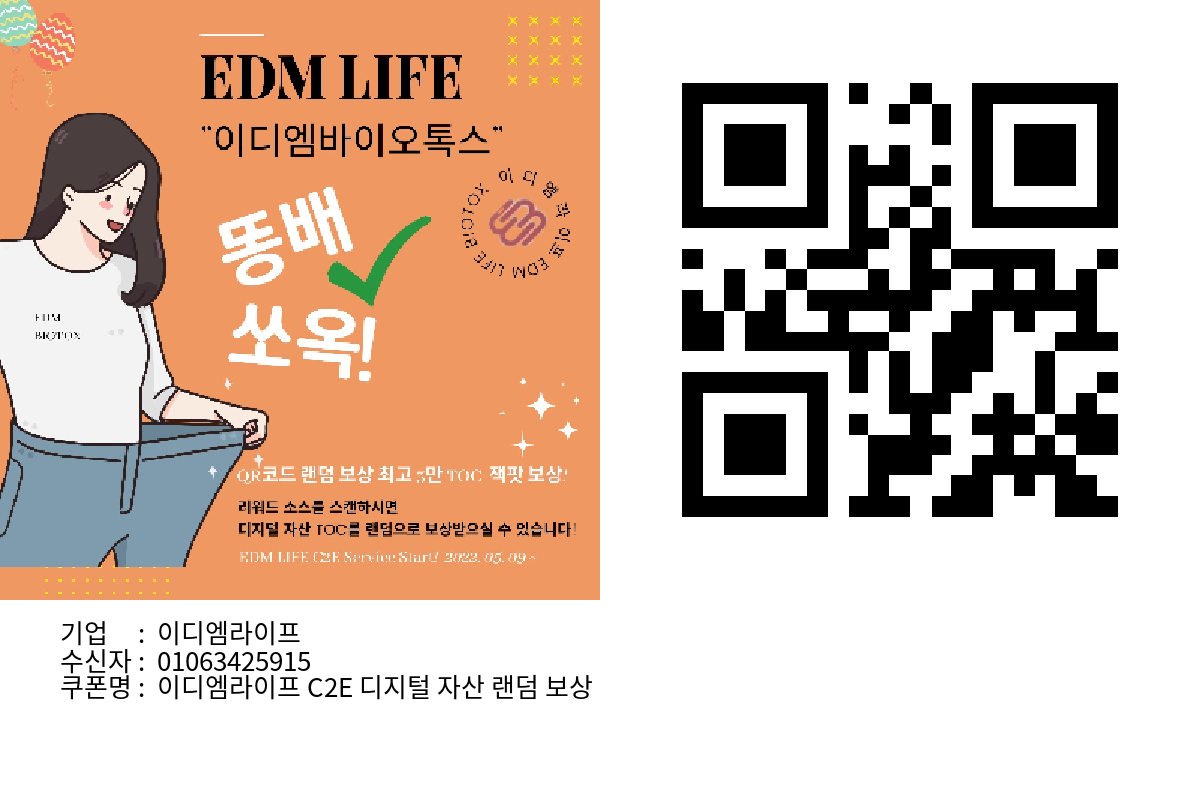 EDM LIFE
"이디엠바이오톡스"
이디엠라이프 EDM LIFE BIOTOX
똥배
쏘옥!
EDM
BIOTOX
QR코드 랜덤 보상 최고 5만 TOC 잭팟 보상!
리워드 소스를 스캔하시면
디지털 자산 TOC를 랜덤으로 보상받으실 수 있습니다!
EDM LIFE C2E Service Start! 2022. 05. 09 ~
기업 : 이디엠라이프
수신자 : 01063425915
쿠폰명 : 이디엠라이프 C2E 디지털 자산 랜덤 보상